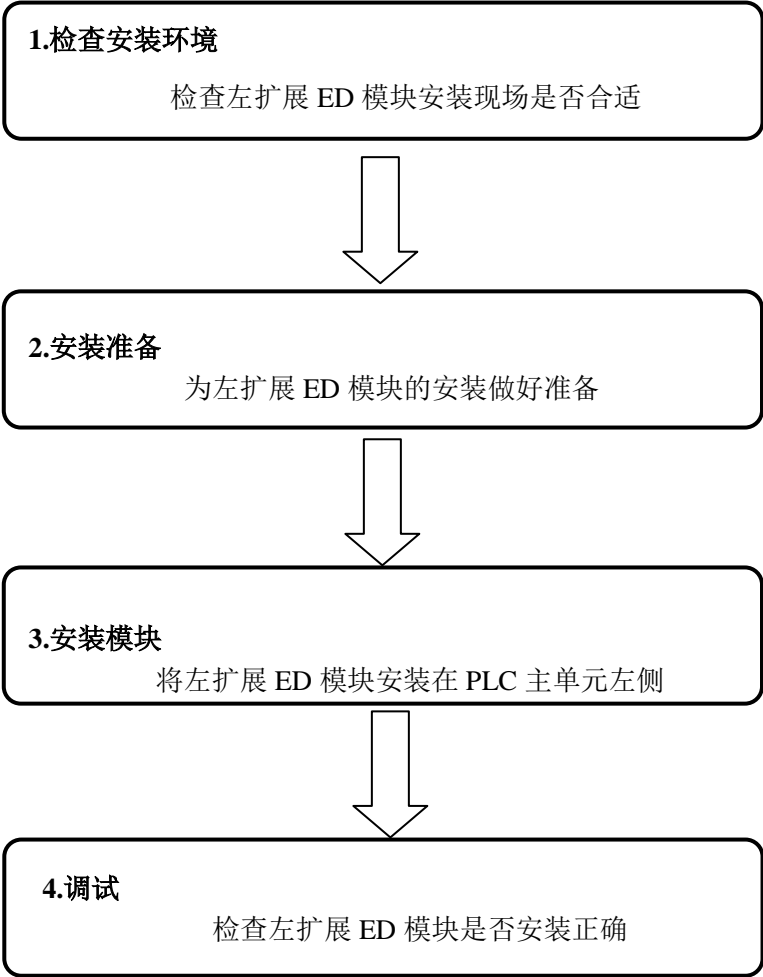 1.检查安装环境
检查左扩展 ED 模块安装现场是否合适
2.安装准备
为左扩展 ED 模块的安装做好准备
3.安装模块
将左扩展 ED 模块安装在 PLC 主单元左侧
4.调试
检查左扩展 ED 模块是否安装正确